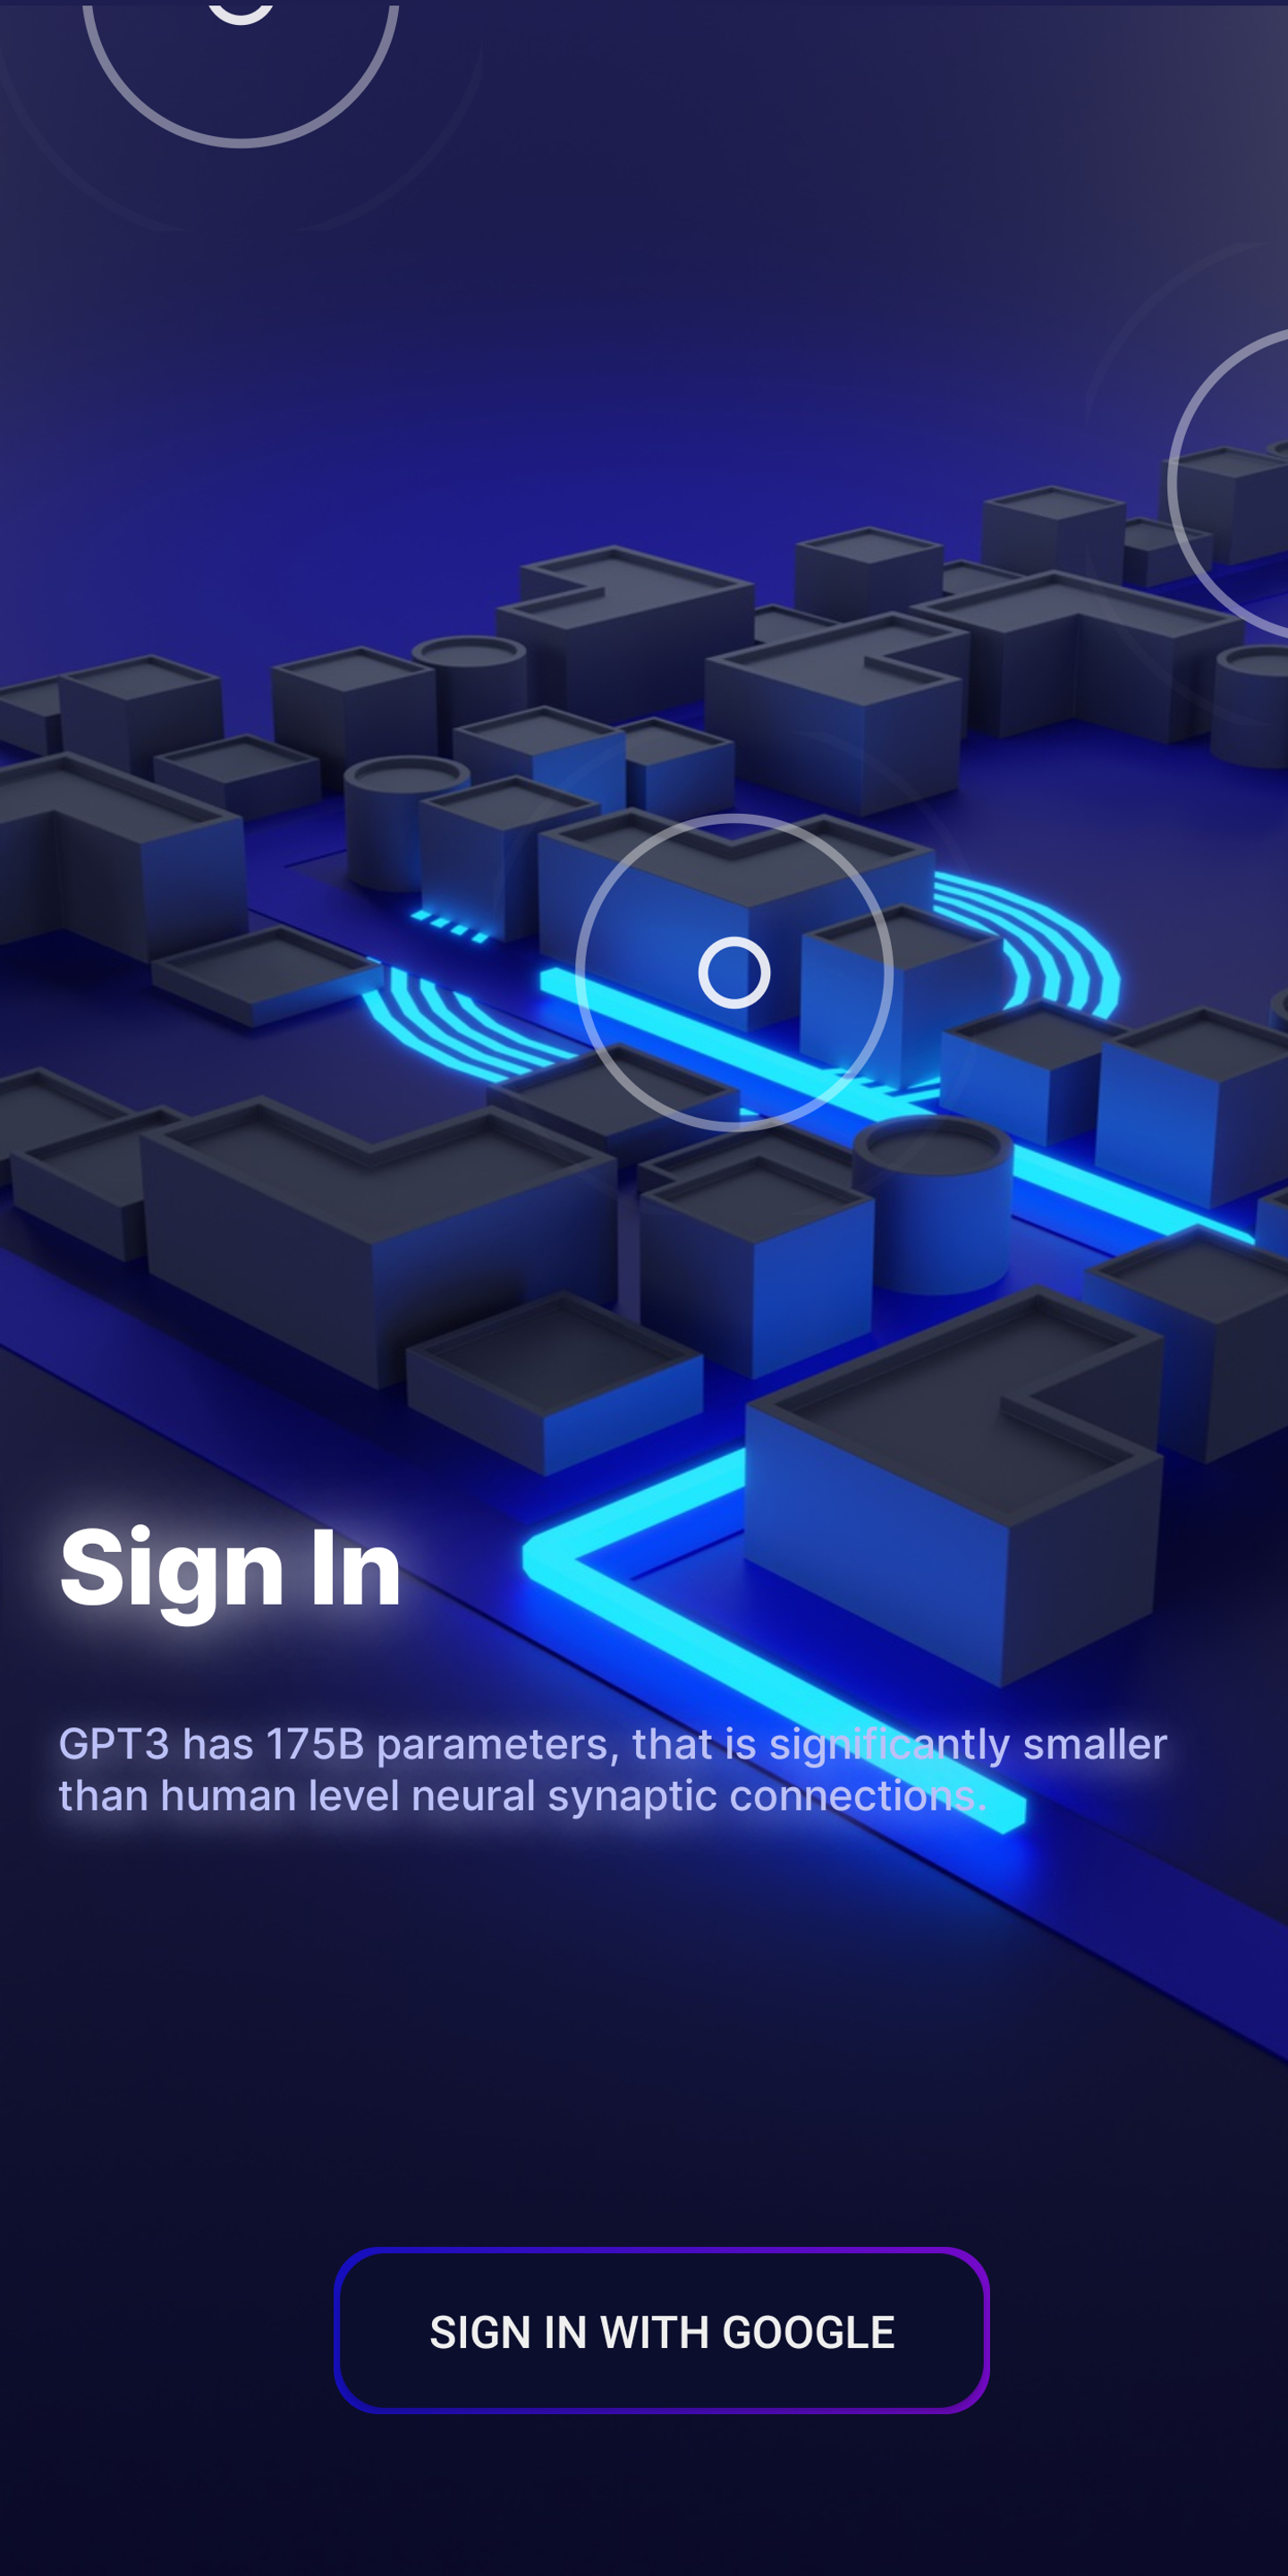 Sign In
GPT3 has 175B parameters, that is significantly smaller
than human level neural synaptic connections.
SIGN IN WITH GOOGLE